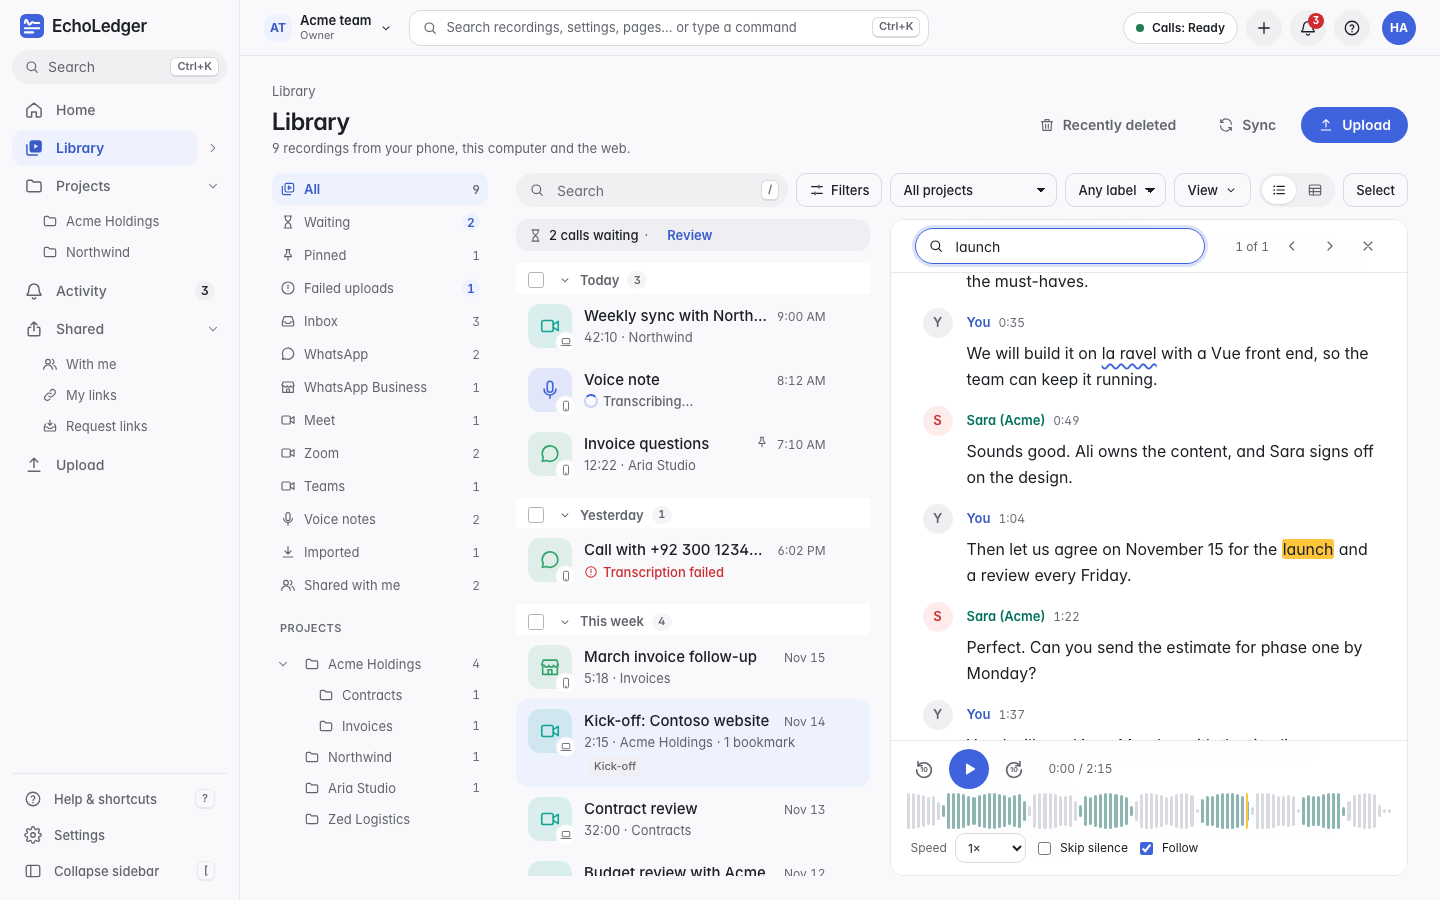 EchoLedger
Search Ctrl+K
Home
Library
Projects
Acme Holdings
Northwind
Activity 3
Shared
With me
My links
Request links
Upload
Help & shortcuts ?
Settings
Collapse sidebar [
AT Acme team
Owner
Search recordings, settings, pages... or type a command Ctrl+K
Calls: Ready
3
HA
Library
Library
9 recordings from your phone, this computer and the web.
Recently deleted
Sync
Upload
All 9
Waiting 2
Pinned 1
Failed uploads 1
Inbox 3
WhatsApp 2
WhatsApp Business 1
Meet 1
Zoom 2
Teams 1
Voice notes 2
Imported 1
Shared with me 2
PROJECTS
Acme Holdings 4
Contracts 1
Invoices 1
Northwind 1
Aria Studio 1
Zed Logistics
Search /
Filters
All projects
Any label
View
Select
2 calls waiting · Review
Today 3
Weekly sync with North... 9:00 AM
42:10 · Northwind
Voice note 8:12 AM
Transcribing...
Invoice questions 7:10 AM
12:22 · Aria Studio
Yesterday 1
Call with +92 300 1234... 6:02 PM
Transcription failed
This week 4
March invoice follow-up Nov 15
5:18 · Invoices
Kick-off: Contoso website Nov 14
2:15 · Acme Holdings · 1 bookmark
Kick-off
Contract review Nov 13
32:00 · Contracts
Budget review with Acme Nov 12
launch
1 of 1
the must-haves.
Y You 0:35
We will build it on la ravel with a Vue front end, so the
team can keep it running.
S Sara (Acme) 0:49
Sounds good. Ali owns the content, and Sara signs off
on the design.
Y You 1:04
Then let us agree on November 15 for the launch and
a review every Friday.
S Sara (Acme) 1:22
Perfect. Can you send the estimate for phase one by
Monday?
Y You 1:37
10 10 0:00 / 2:15
Speed 1× Skip silence Follow